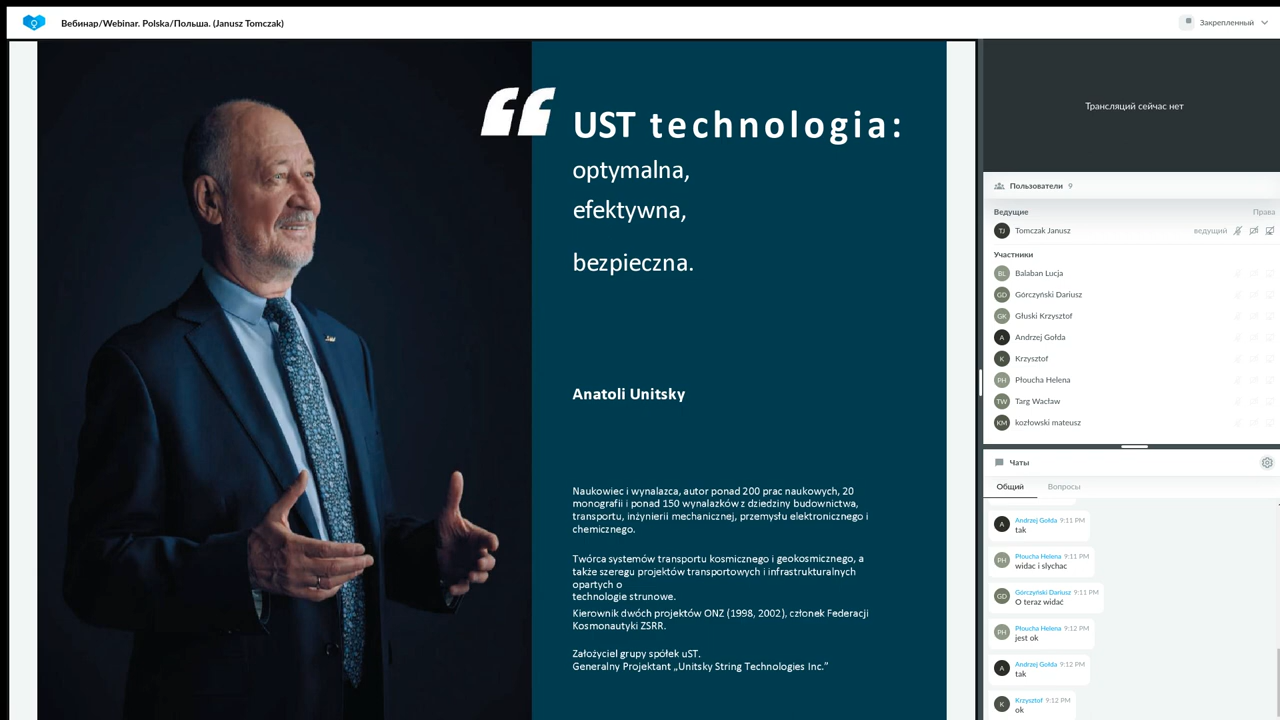 Вебинар/Webinar. Polska/Польша. (Janusz Tomczak)
Закрепленный
UST technologia:
optymalna,
efektywna,
bezpieczna.
Anatoli Unitsky
Naukowiec i wynalazca, autor ponad 200 prac naukowych, 20
monografii i ponad 150 wynalazków z dziedziny budownictwa,
transportu, inżynierii mechanicznej, przemysłu elektronicznego i
chemicznego.
Twórca systemów transportu kosmicznego i geokosmicznego, a
także szeregu projektów transportowych i infrastrukturalnych
opartych o
technologie strunowe.
Kierownik dwóch projektów ONZ (1998, 2002), członek Federacji
Kosmonautyki ZSRR.
Założyciel grupy spółek uST.
Generalny Projektant „Unitsky String Technologies Inc.”
Трансляций сейчас нет
Пользователи 9
Ведущие Права
TJ Tomczak Janusz ведущий
Участники
BL Balaban Lucja
GD Górczyński Dariusz
GK Głuski Krzysztof
A Andrzej Gołda
K Krzysztof
PH Płoucha Helena
TW Targ Wacław
KM kozłowski mateusz
Чаты
Общий Вопросы
A Andrzej Gołda 9:11 PM
tak
PH Płoucha Helena 9:11 PM
widac i slychac
GD Górczyński Dariusz 9:11 PM
O teraz widać
PH Płoucha Helena 9:12 PM
jest ok
A Andrzej Gołda 9:12 PM
tak
K Krzysztof 9:12 PM
ok